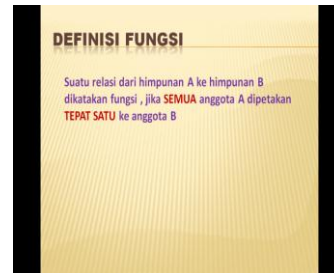 DEFINISI FUNGSI
Suatu relasi dari himpunan A ke himpunan B
dikatakan fungsi , jika SEMUA anggota A dipetakan
TEPAT SATU ke anggota B